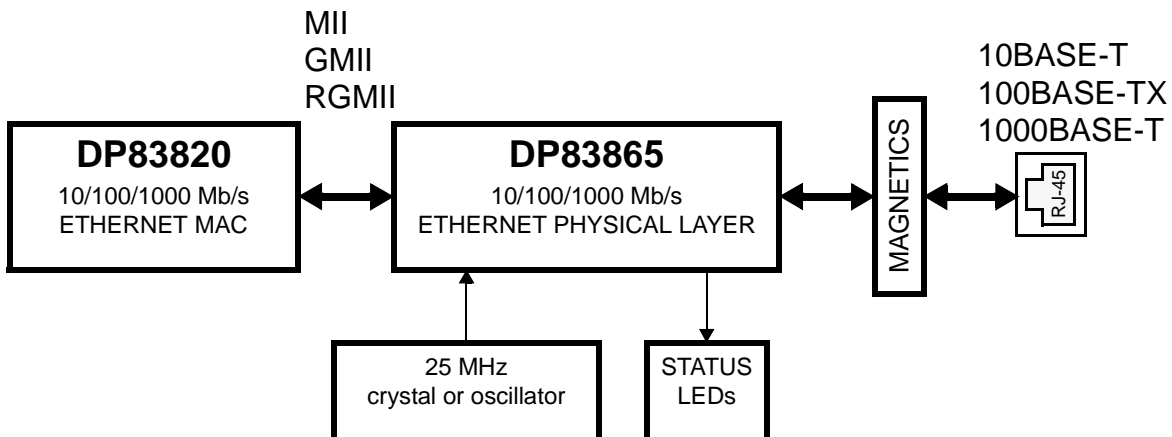 MII
GMII
RGMII
10BASE-T
100BASE-TX
1000BASE-T
DP83820
10/100/1000 Mb/s
ETHERNET MAC
DP83865
10/100/1000 Mb/s
ETHERNET PHYSICAL LAYER
MAGNETICS
RJ-45
25 MHz
crystal or oscillator
STATUS
LEDs